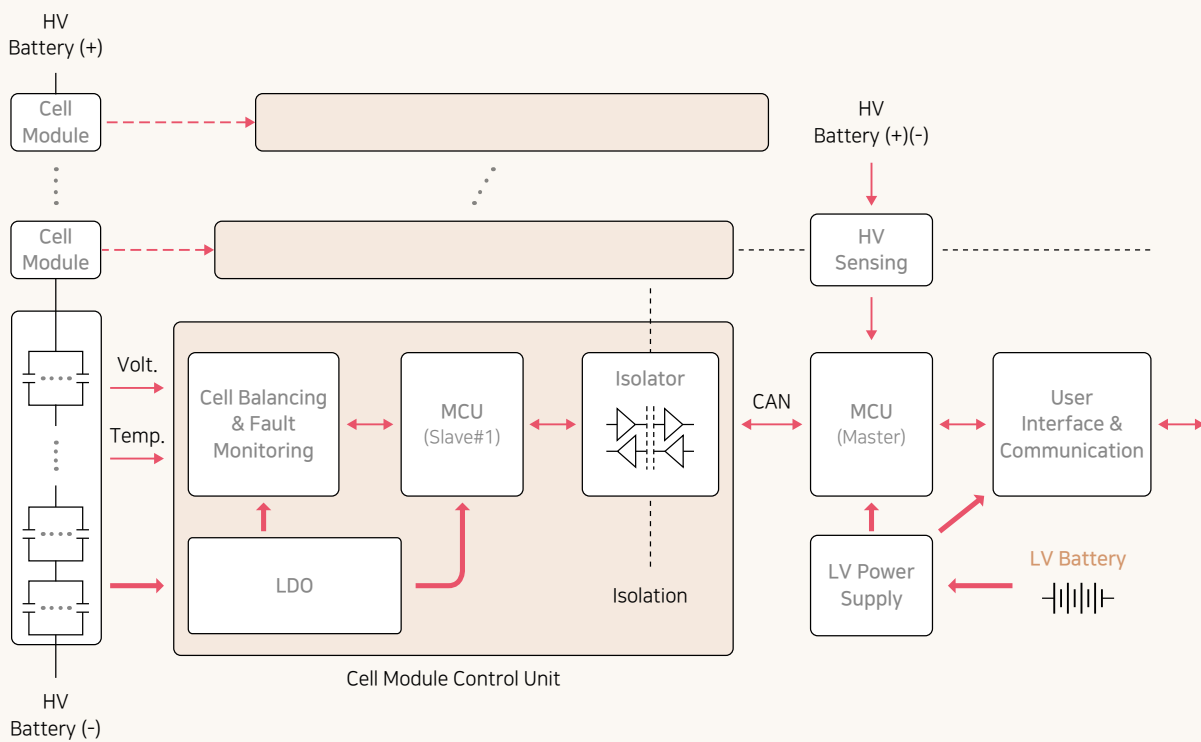 HV
Battery (+)
Cell
Module
HV
Battery (+)(-)
Cell
Module
HV
Sensing
Volt.
Temp.
Cell Balancing
& Fault
Monitoring
MCU
(Slave#1)
Isolator
CAN
MCU
(Master)
User
Interface &
Communication
LDO
Isolation
LV Power
Supply
LV Battery
Cell Module Control Unit
HV
Battery (-)